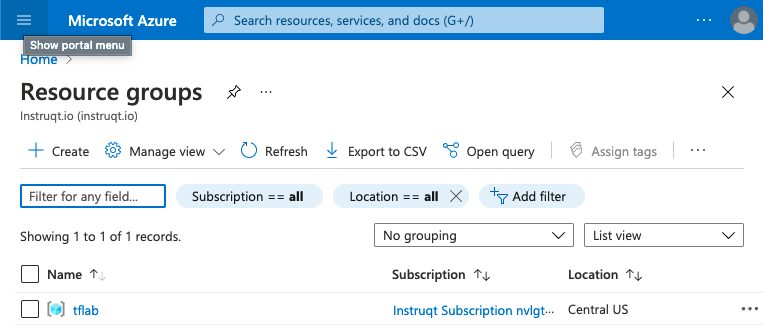 Microsoft Azure
Search resources, services, and docs (G+/)
Show portal menu
Home
Resource groups
Instruqt.io (instruqt.io)
Create
Manage view
Refresh
Export to CSV
Open query
Assign tags
Filter for any field...
Subscription == all
Location == all
Add filter
Showing 1 to 1 of 1 records.
No grouping
List view
Name
Subscription
Location
tflab
Instruqt Subscription nvlgt...
Central US